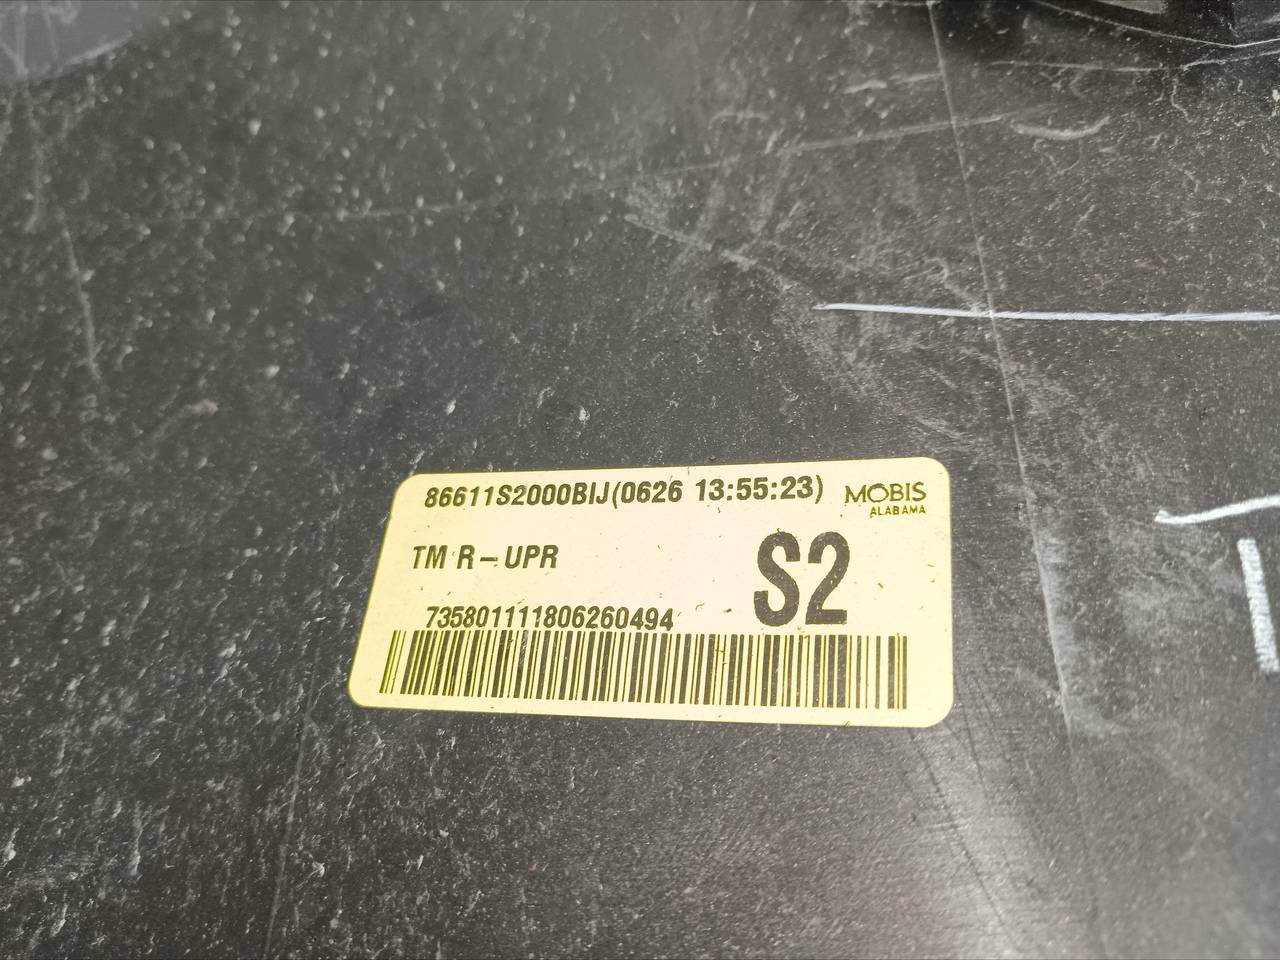 86611S2000BIJ(0626 13:55:23) MOBIS
ALABAMA
TM R-UPR
S2
735801111806260494